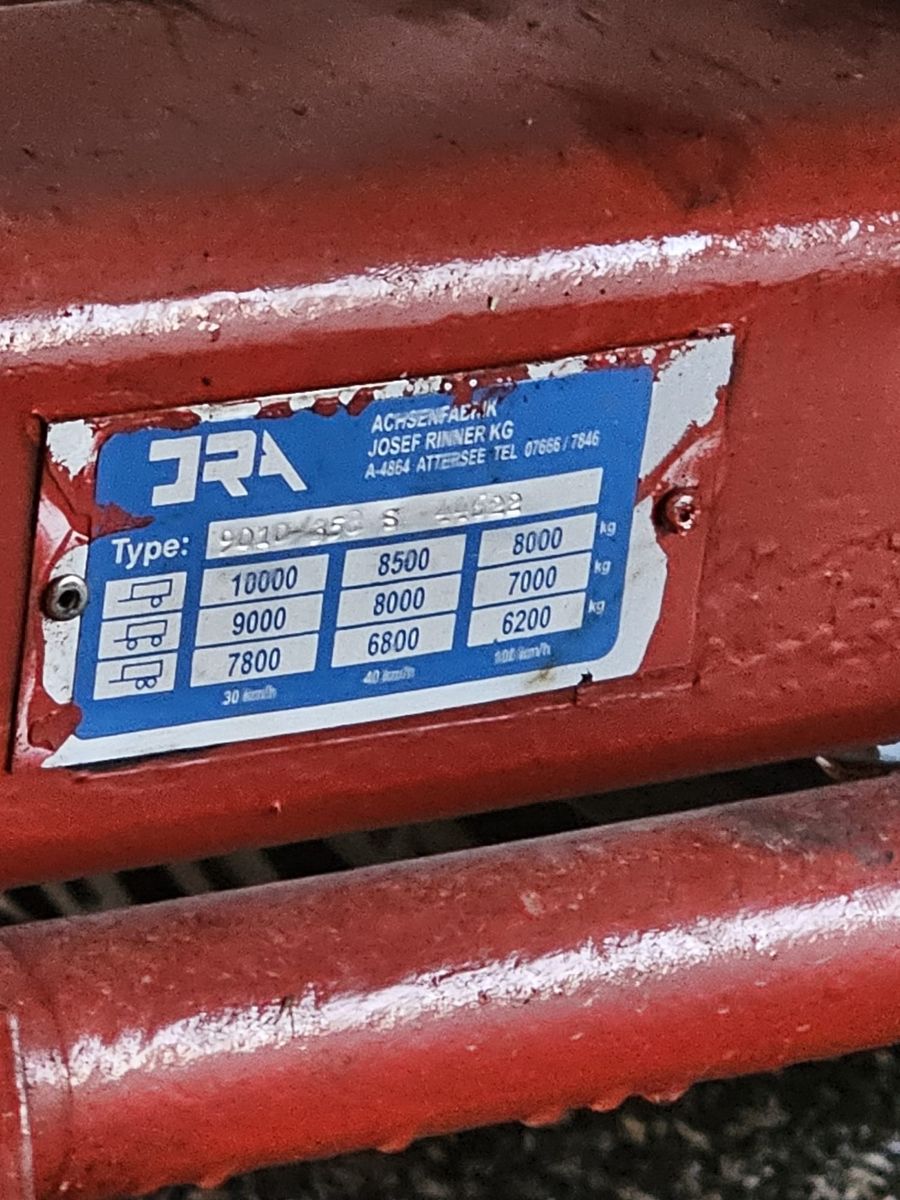 JRA
ACHSENFABRIK
JOSEF RINNER KG
A-4864 ATTERSEE TEL 07666 / 7846
Type: S
kg
10000 8500 8000
kg
9000 8000 7000
kg
7800 6800 6200
30 km/h 40 km/h 100 km/h